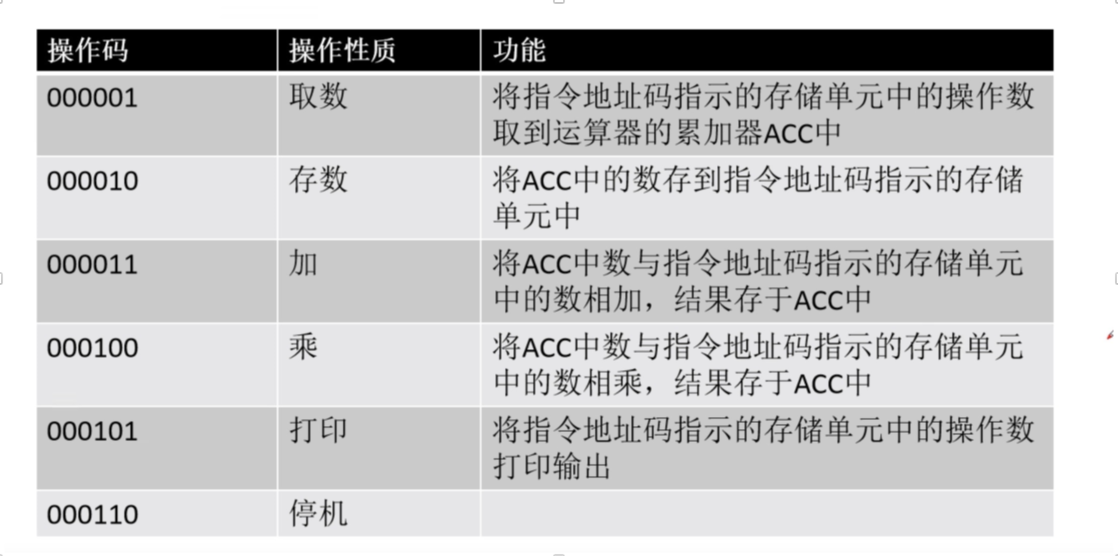 操作码 操作性质 功能
000001 取数 将指令地址码指示的存储单元中的操作数
取到运算器的累加器ACC中
000010 存数 将ACC中的数存到指令地址码指示的存储
单元中
000011 加 将ACC中数与指令地址码指示的存储单元
中的数相加，结果存于ACC中
000100 乘 将ACC中数与指令地址码指示的存储单元
中的数相乘，结果存于ACC中
000101 打印 将指令地址码指示的存储单元中的操作数
打印输出
000110 停机